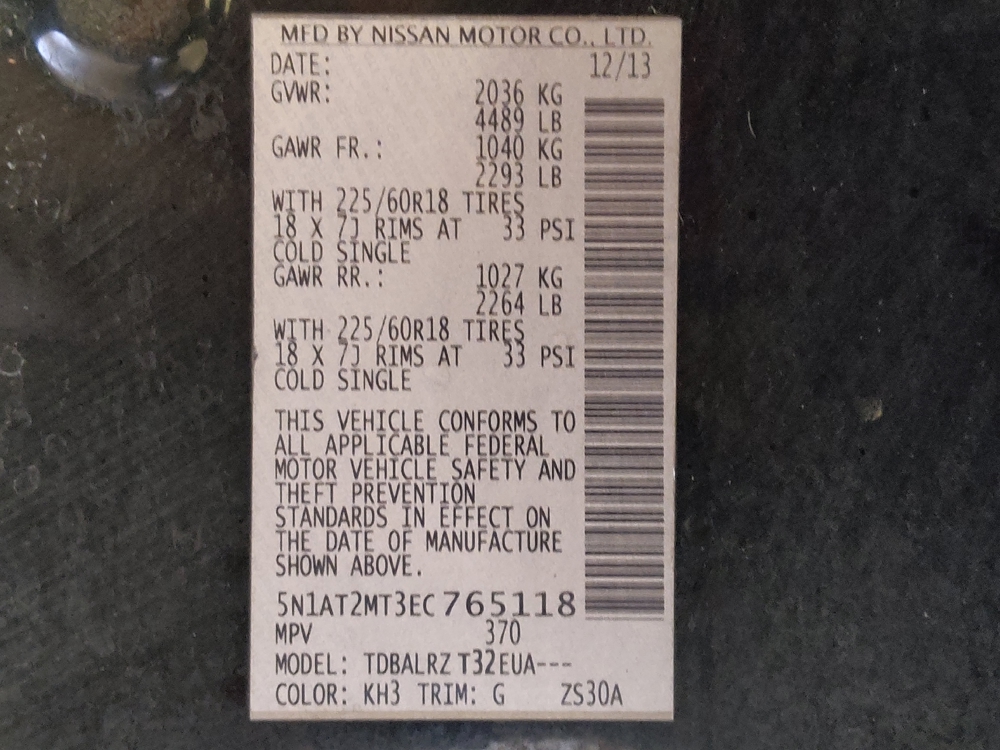 MFD BY NISSAN MOTOR CO., LTD.
DATE: 12/13
GVWR: 2036 KG
4489 LB
GAWR FR.: 1040 KG
2293 LB
WITH 225/60R18 TIRES
18 X 7J RIMS AT 33 PSI
COLD SINGLE
GAWR RR.: 1027 KG
2264 LB
WITH 225/60R18 TIRES
18 X 7J RIMS AT 33 PSI
COLD SINGLE
THIS VEHICLE CONFORMS TO
ALL APPLICABLE FEDERAL
MOTOR VEHICLE SAFETY AND
THEFT PREVENTION
STANDARDS IN EFFECT ON
THE DATE OF MANUFACTURE
SHOWN ABOVE.
5N1AT2MT3EC765118
MPV 370
MODEL: TDBALRZ T32EUA---
COLOR: KH3 TRIM: G ZS30A